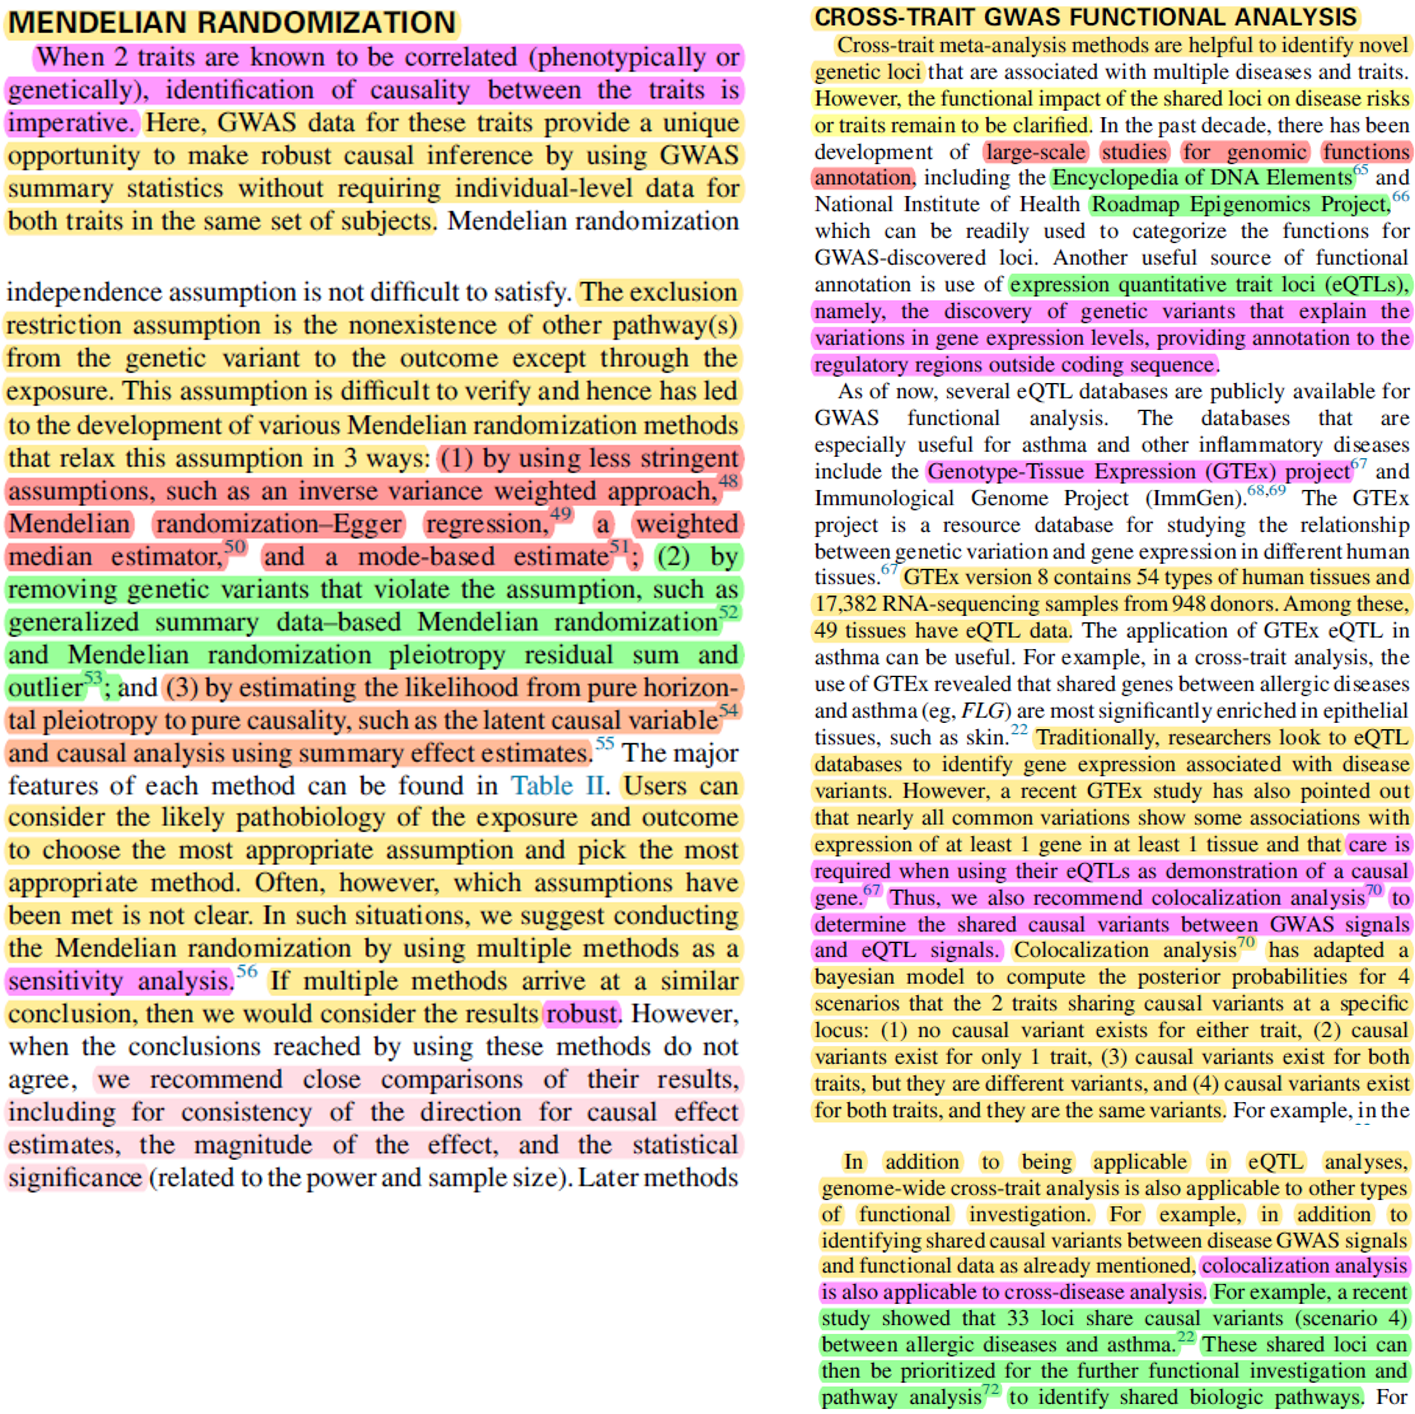 MENDELIAN RANDOMIZATION
When 2 traits are known to be correlated (phenotypically or
genetically), identification of causality between the traits is
imperative. Here, GWAS data for these traits provide a unique
opportunity to make robust causal inference by using GWAS
summary statistics without requiring individual-level data for
both traits in the same set of subjects. Mendelian randomization
independence assumption is not difficult to satisfy. The exclusion
restriction assumption is the nonexistence of other pathway(s)
from the genetic variant to the outcome except through the
exposure. This assumption is difficult to verify and hence has led
to the development of various Mendelian randomization methods
that relax this assumption in 3 ways: (1) by using less stringent
assumptions, such as an inverse variance weighted approach,48
Mendelian randomization–Egger regression,49 a weighted
median estimator,50 and a mode-based estimate51; (2) by
removing genetic variants that violate the assumption, such as
generalized summary data–based Mendelian randomization52
and Mendelian randomization pleiotropy residual sum and
outlier53; and (3) by estimating the likelihood from pure horizon-
tal pleiotropy to pure causality, such as the latent causal variable54
and causal analysis using summary effect estimates.55 The major
features of each method can be found in Table II. Users can
consider the likely pathobiology of the exposure and outcome
to choose the most appropriate assumption and pick the most
appropriate method. Often, however, which assumptions have
been met is not clear. In such situations, we suggest conducting
the Mendelian randomization by using multiple methods as a
sensitivity analysis.56 If multiple methods arrive at a similar
conclusion, then we would consider the results robust. However,
when the conclusions reached by using these methods do not
agree, we recommend close comparisons of their results,
including for consistency of the direction for causal effect
estimates, the magnitude of the effect, and the statistical
significance (related to the power and sample size). Later methods
CROSS-TRAIT GWAS FUNCTIONAL ANALYSIS
Cross-trait meta-analysis methods are helpful to identify novel
genetic loci that are associated with multiple diseases and traits.
However, the functional impact of the shared loci on disease risks
or traits remain to be clarified. In the past decade, there has been
development of large-scale studies for genomic functions
annotation, including the Encyclopedia of DNA Elements65 and
National Institute of Health Roadmap Epigenomics Project,66
which can be readily used to categorize the functions for
GWAS-discovered loci. Another useful source of functional
annotation is use of expression quantitative trait loci (eQTLs),
namely, the discovery of genetic variants that explain the
variations in gene expression levels, providing annotation to the
regulatory regions outside coding sequence.
As of now, several eQTL databases are publicly available for
GWAS functional analysis. The databases that are
especially useful for asthma and other inflammatory diseases
include the Genotype-Tissue Expression (GTEx) project67 and
Immunological Genome Project (ImmGen).68,69 The GTEx
project is a resource database for studying the relationship
between genetic variation and gene expression in different human
tissues.67 GTEx version 8 contains 54 types of human tissues and
17,382 RNA-sequencing samples from 948 donors. Among these,
49 tissues have eQTL data. The application of GTEx eQTL in
asthma can be useful. For example, in a cross-trait analysis, the
use of GTEx revealed that shared genes between allergic diseases
and asthma (eg, FLG) are most significantly enriched in epithelial
tissues, such as skin.22 Traditionally, researchers look to eQTL
databases to identify gene expression associated with disease
variants. However, a recent GTEx study has also pointed out
that nearly all common variations show some associations with
expression of at least 1 gene in at least 1 tissue and that care is
required when using their eQTLs as demonstration of a causal
gene.67 Thus, we also recommend colocalization analysis70 to
determine the shared causal variants between GWAS signals
and eQTL signals. Colocalization analysis70 has adapted a
bayesian model to compute the posterior probabilities for 4
scenarios that the 2 traits sharing causal variants at a specific
locus: (1) no causal variant exists for either trait, (2) causal
variants exist for only 1 trait, (3) causal variants exist for both
traits, but they are different variants, and (4) causal variants exist
for both traits, and they are the same variants. For example, in the
In addition to being applicable in eQTL analyses,
genome-wide cross-trait analysis is also applicable to other types
of functional investigation. For example, in addition to
identifying shared causal variants between disease GWAS signals
and functional data as already mentioned, colocalization analysis
is also applicable to cross-disease analysis. For example, a recent
study showed that 33 loci share causal variants (scenario 4)
between allergic diseases and asthma.22 These shared loci can
then be prioritized for the further functional investigation and
pathway analysis72 to identify shared biologic pathways. For